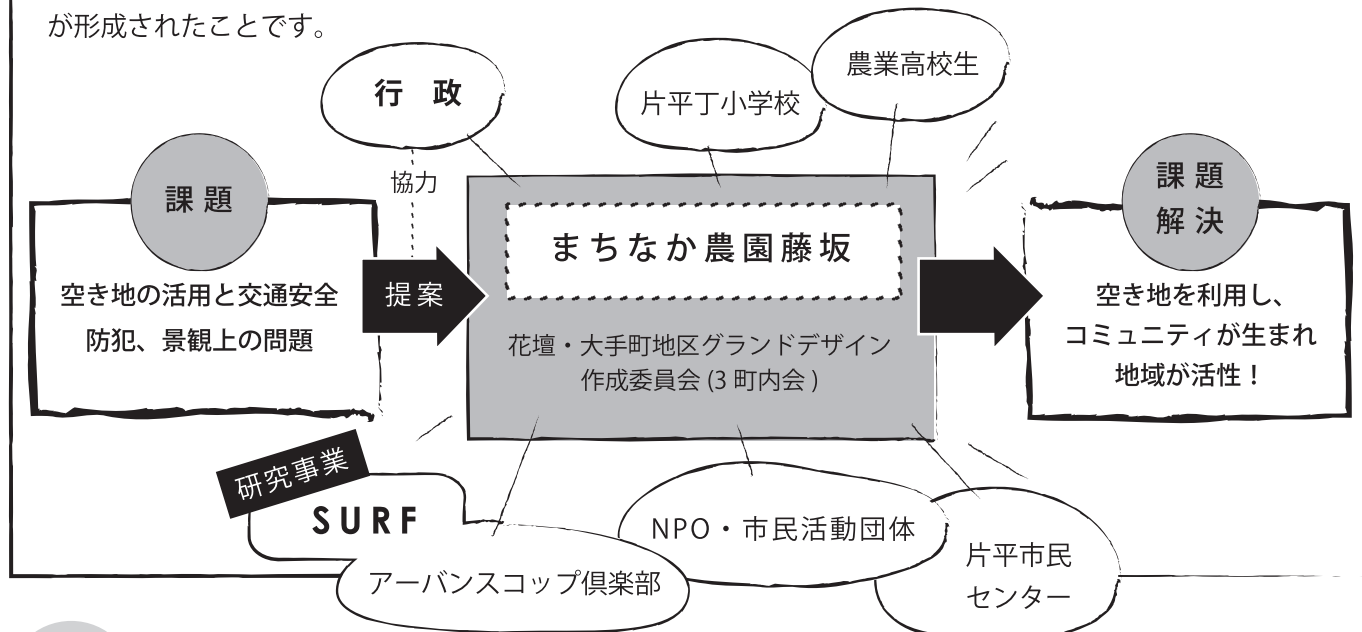 が形成されたことです。
行　政
片平丁小学校
農業高校生
協力
課題
空き地の活用と交通安全
防犯、景観上の問題
提案
まちなか農園藤坂
花壇・大手町地区グランドデザイン
作成委員会 (3 町内会 )
課題
解決
空き地を利用し、
コミュニティが生まれ
地域が活性！
研究事業
SURF
アーバンスコップ倶楽部
NPO・市民活動団体
片平市民
センター